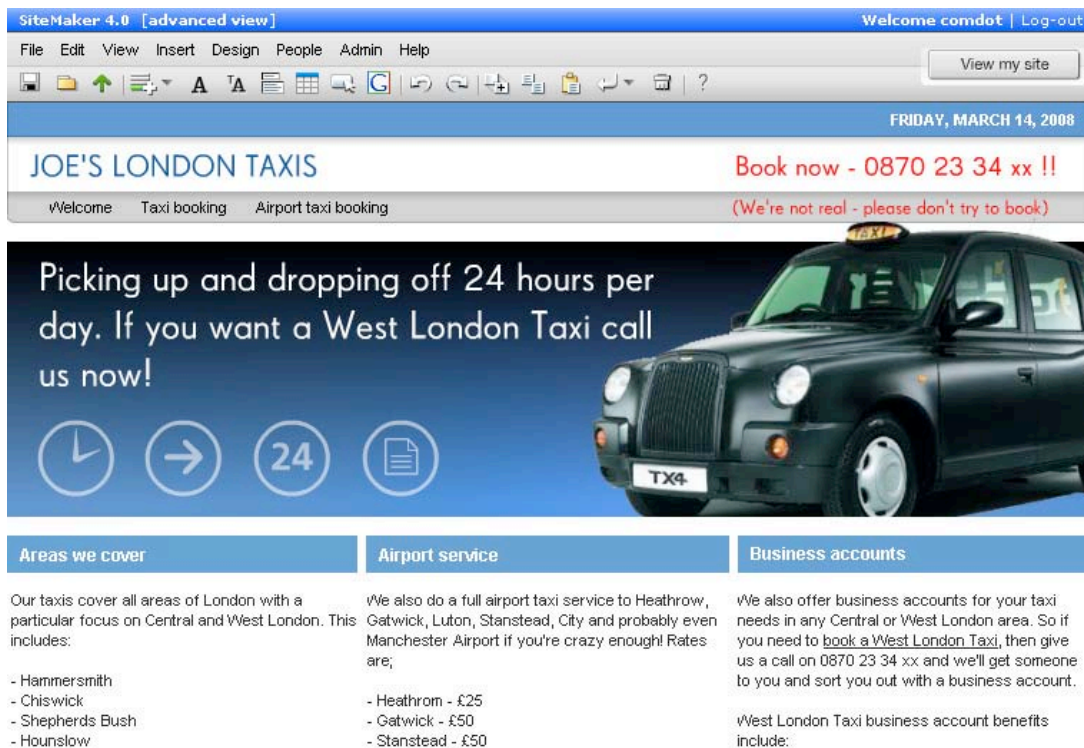 SiteMaker 4.0 [advanced view]
Welcome comdot | Log-out
File Edit View Insert Design People Admin Help
View my site
FRIDAY, MARCH 14, 2008
JOE'S LONDON TAXIS
Book now - 0870 23 34 xx !!
Welcome Taxi booking Airport taxi booking
(We're not real - please don't try to book)
TAXI
Picking up and dropping off 24 hours per
day. If you want a West London Taxi call
us now!
24
TX4
Areas we cover
Our taxis cover all areas of London with a
particular focus on Central and West London. This
includes:
- Hammersmith
- Chiswick
- Shepherds Bush
- Hounslow
Airport service
We also do a full airport taxi service to Heathrow,
Gatwick, Luton, Stanstead, City and probably even
Manchester Airport if you're crazy enough! Rates
are;
- Heathrom - £25
- Gatwick - £50
- Stanstead - £50
Business accounts
We also offer business accounts for your taxi
needs in any Central or West London area. So if
you need to book a West London Taxi, then give
us a call on 0870 23 34 xx and we'll get someone
to you and sort you out with a business account.
West London Taxi business account benefits
include: